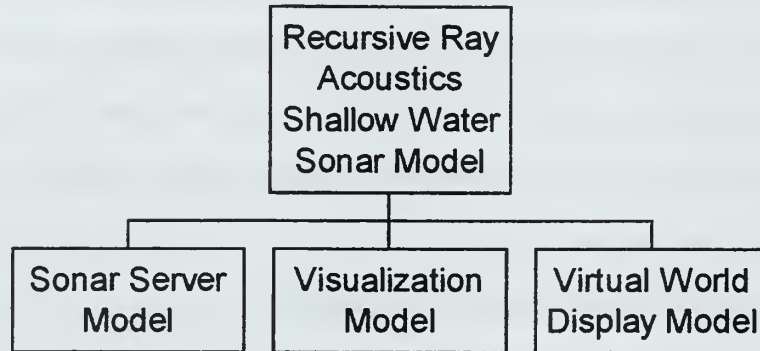 Recursive Ray
Acoustics
Shallow Water
Sonar Model
Sonar Server
Model
Visualization
Model
Virtual World
Display Model